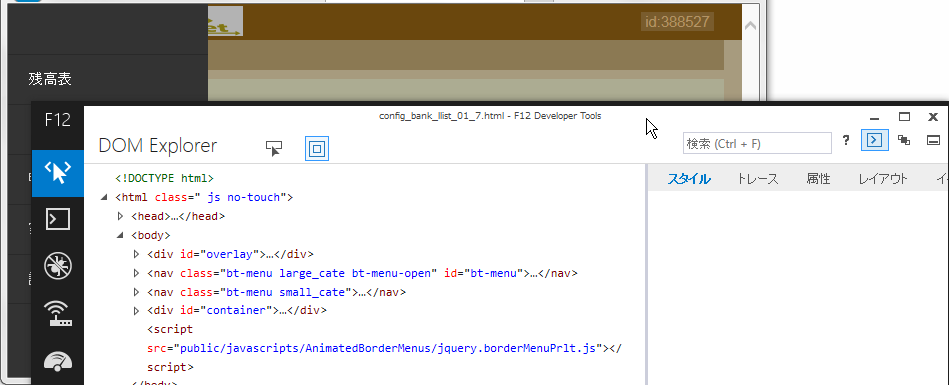 et.
id:388527
残高表
config_bank_llist_01_7.html - F12 Developer Tools
F12
DOM Explorer
検索 (Ctrl + F)
?
スタイル
トレース
属性
レイアウト
<!DOCTYPE html>
<html class=" js no-touch">
<head>…</head>
<body>
<div id="overlay">…</div>
<nav class="bt-menu large_cate bt-menu-open" id="bt-menu">…</nav>
<nav class="bt-menu small_cate">…</nav>
<div id="container">…</div>
<script
src="public/javascripts/AnimatedBorderMenus/jquery.borderMenuPrlt.js"></
script>
</body>